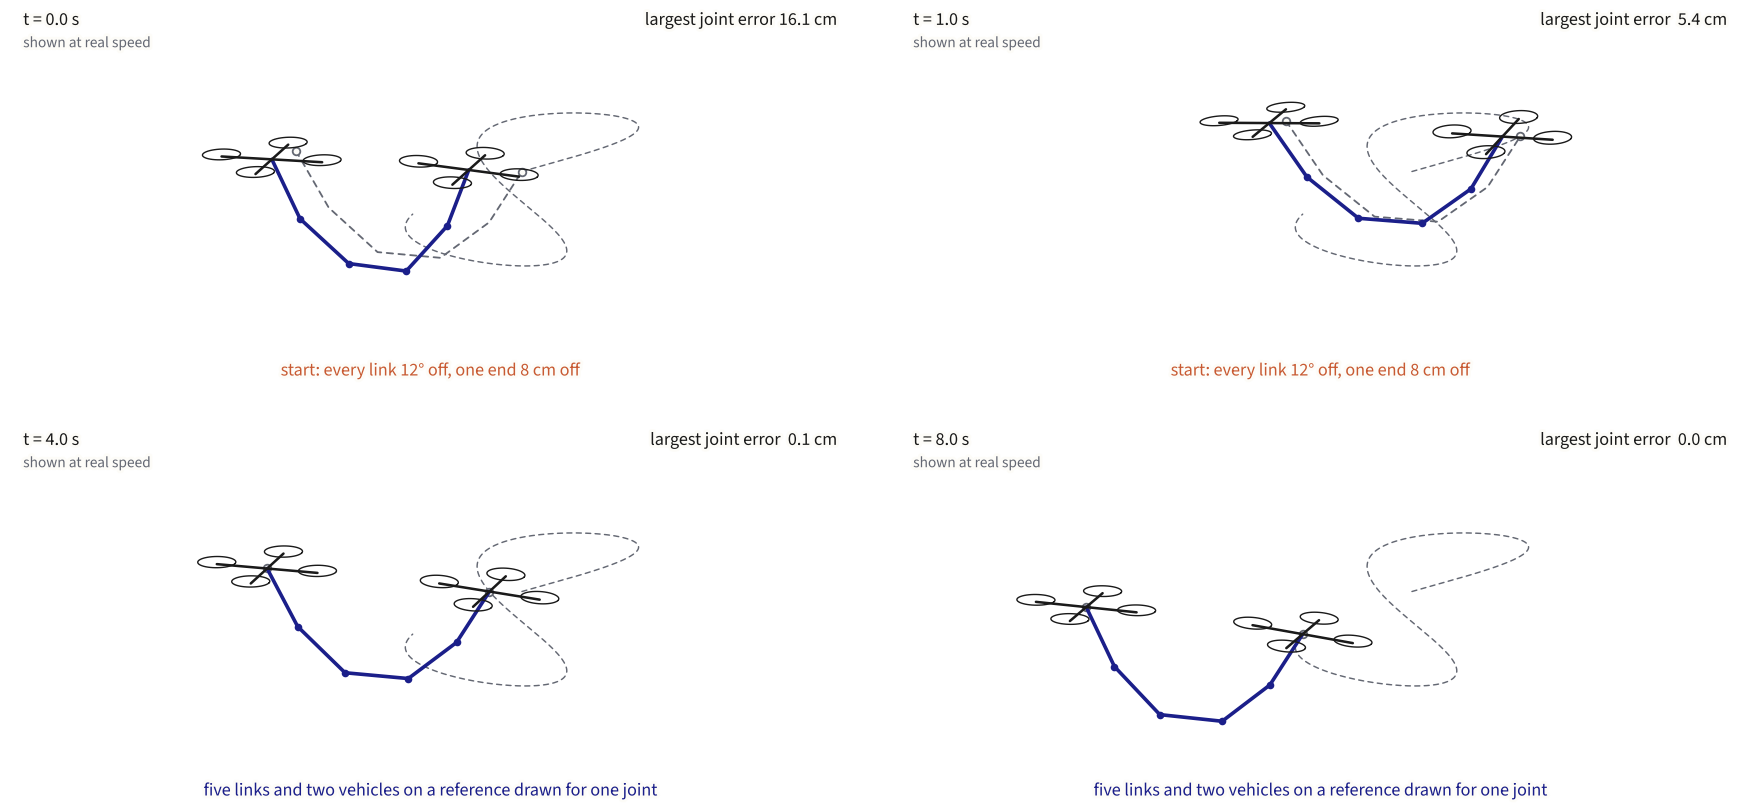 t = 0.0 s
largest joint error 16.1 cm
shown at real speed
start: every link 12° off, one end 8 cm off
t = 1.0 s
largest joint error 5.4 cm
shown at real speed
start: every link 12° off, one end 8 cm off
t = 4.0 s
largest joint error 0.1 cm
shown at real speed
five links and two vehicles on a reference drawn for one joint
t = 8.0 s
largest joint error 0.0 cm
shown at real speed
five links and two vehicles on a reference drawn for one joint